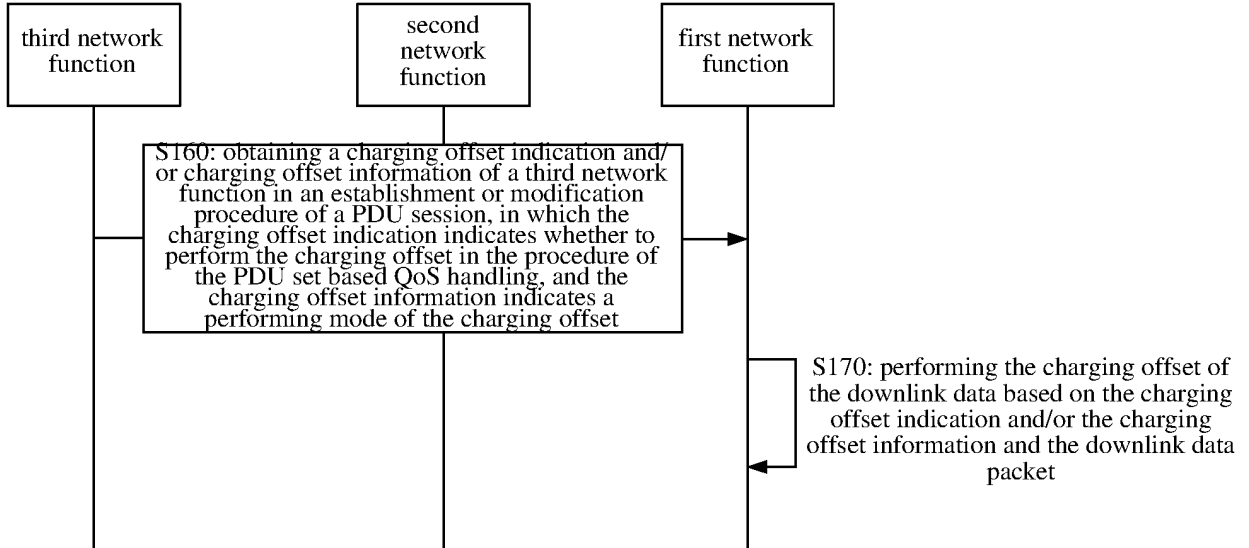 third network
function
second
network
function
first network
function
S160: obtaining a charging offset indication and/
or charging offset information of a third network
function in an establishment or modification
procedure of a PDU session, in which the
charging offset indication indicates whether to
perform the charging offset in the procedure of
the PDU set based QoS handling, and the
charging offset information indicates a
performing mode of the charging offset
S170: performing the charging offset of
the downlink data based on the charging
offset indication and/or the charging
offset information and the downlink data
packet